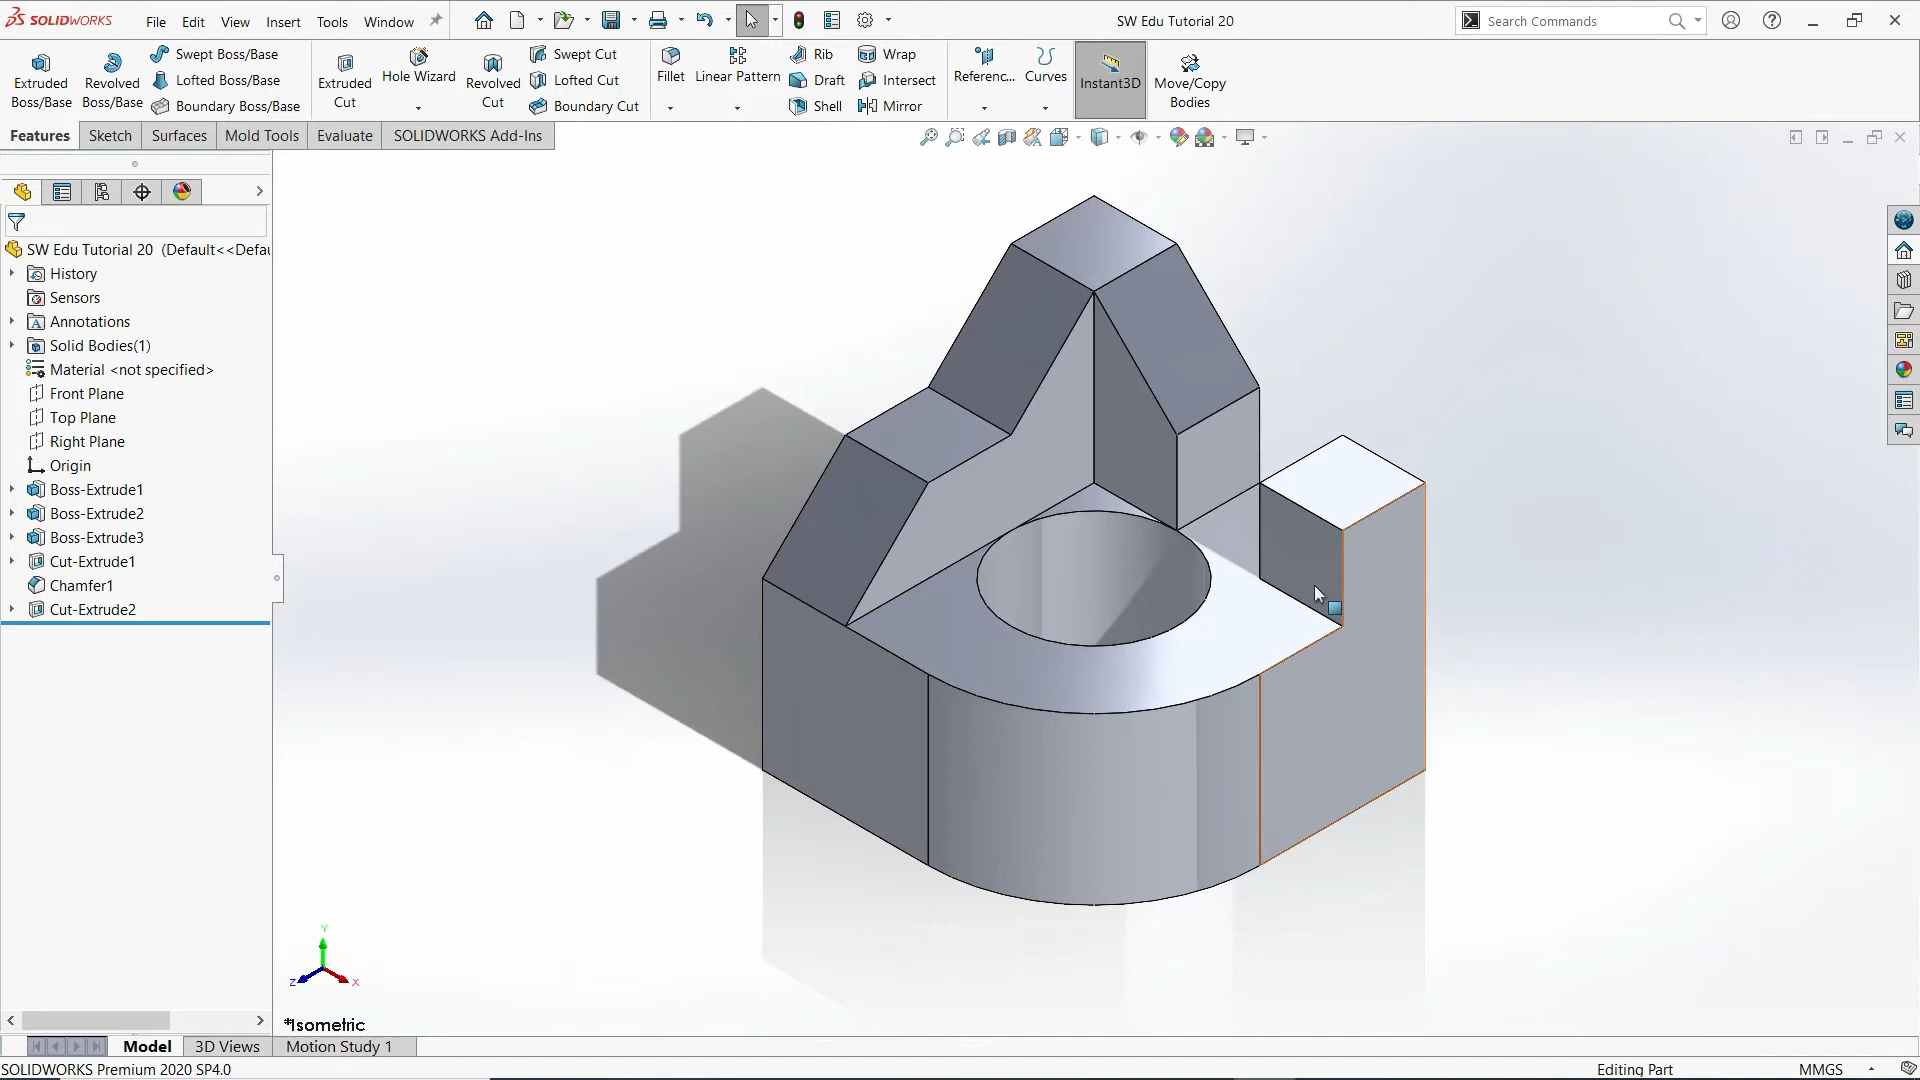 SOLIDWORKS File Edit View Insert Tools Window SW Edu Tutorial 20 Search Commands
Extruded Boss/Base
Revolved Boss/Base
Swept Boss/Base
Lofted Boss/Base
Boundary Boss/Base
Extruded Cut
Hole Wizard
Revolved Cut
Swept Cut
Lofted Cut
Boundary Cut
Fillet
Linear Pattern
Rib
Draft
Shell
Wrap
Intersect
Mirror
Referenc...
Curves
Instant3D
Move/Copy Bodies
Features Sketch Surfaces Mold Tools Evaluate SOLIDWORKS Add-Ins
SW Edu Tutorial 20 (Default<<Defau
History
Sensors
Annotations
Solid Bodies(1)
Material <not specified>
Front Plane
Top Plane
Right Plane
Origin
Boss-Extrude1
Boss-Extrude2
Boss-Extrude3
Cut-Extrude1
Chamfer1
Cut-Extrude2
Y
Z X
*Isometric
Model 3D Views Motion Study 1
SOLIDWORKS Premium 2020 SP4.0 Editing Part MMGS